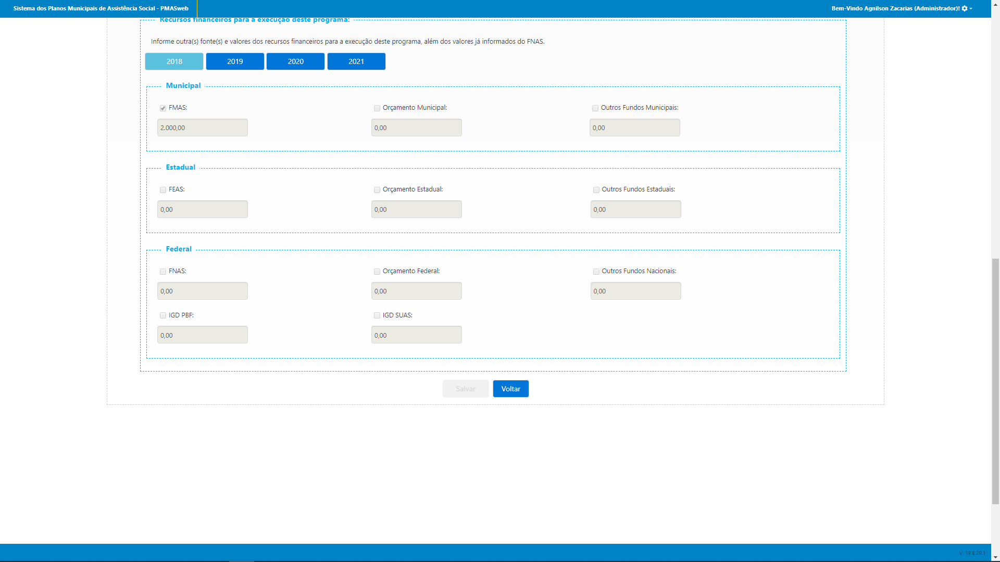 Sistema dos Planos Municipais de Assistência Social - PMASweb
Bem-Vindo Agnilson Zacarias (Administrador)!
Recursos financeiros para a execução deste programa:
Informe outra(s) fonte(s) e valores dos recursos financeiros para a execução deste programa, além dos valores já informados do FNAS.
2018 2019 2020 2021
Municipal
FMAS: Orçamento Municipal: Outros Fundos Municipais:
2.000,00 0,00 0,00
Estadual
FEAS: Orçamento Estadual: Outros Fundos Estaduais:
0,00 0,00 0,00
Federal
FNAS: Orçamento Federal: Outros Fundos Nacionais:
0,00 0,00 0,00
IGD PBF: IGD SUAS:
0,00 0,00
Salvar Voltar
V. 19.8.29.1